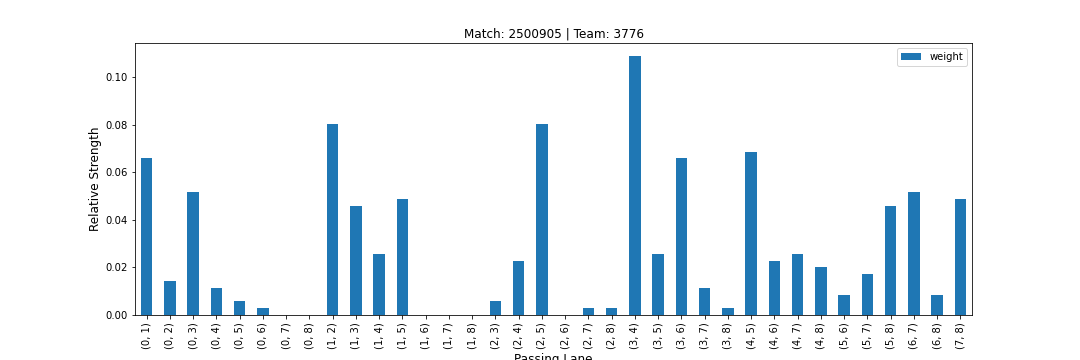 Match: 2500905 | Team: 3776
weight
Relative Strength
0.10
0.08
0.06
0.04
0.02
0.00
(0, 1) (0, 2) (0, 3) (0, 4) (0, 5) (0, 6) (0, 7) (0, 8) (1, 2) (1, 3) (1, 4) (1, 5) (1, 6) (1, 7) (1, 8) (2, 3) (2, 4) (2, 5) (2, 6) (2, 7) (2, 8) (3, 4) (3, 5) (3, 6) (3, 7) (3, 8) (4, 5) (4, 6) (4, 7) (4, 8) (5, 6) (5, 7) (5, 8) (6, 7) (6, 8) (7, 8)
Passing Lane